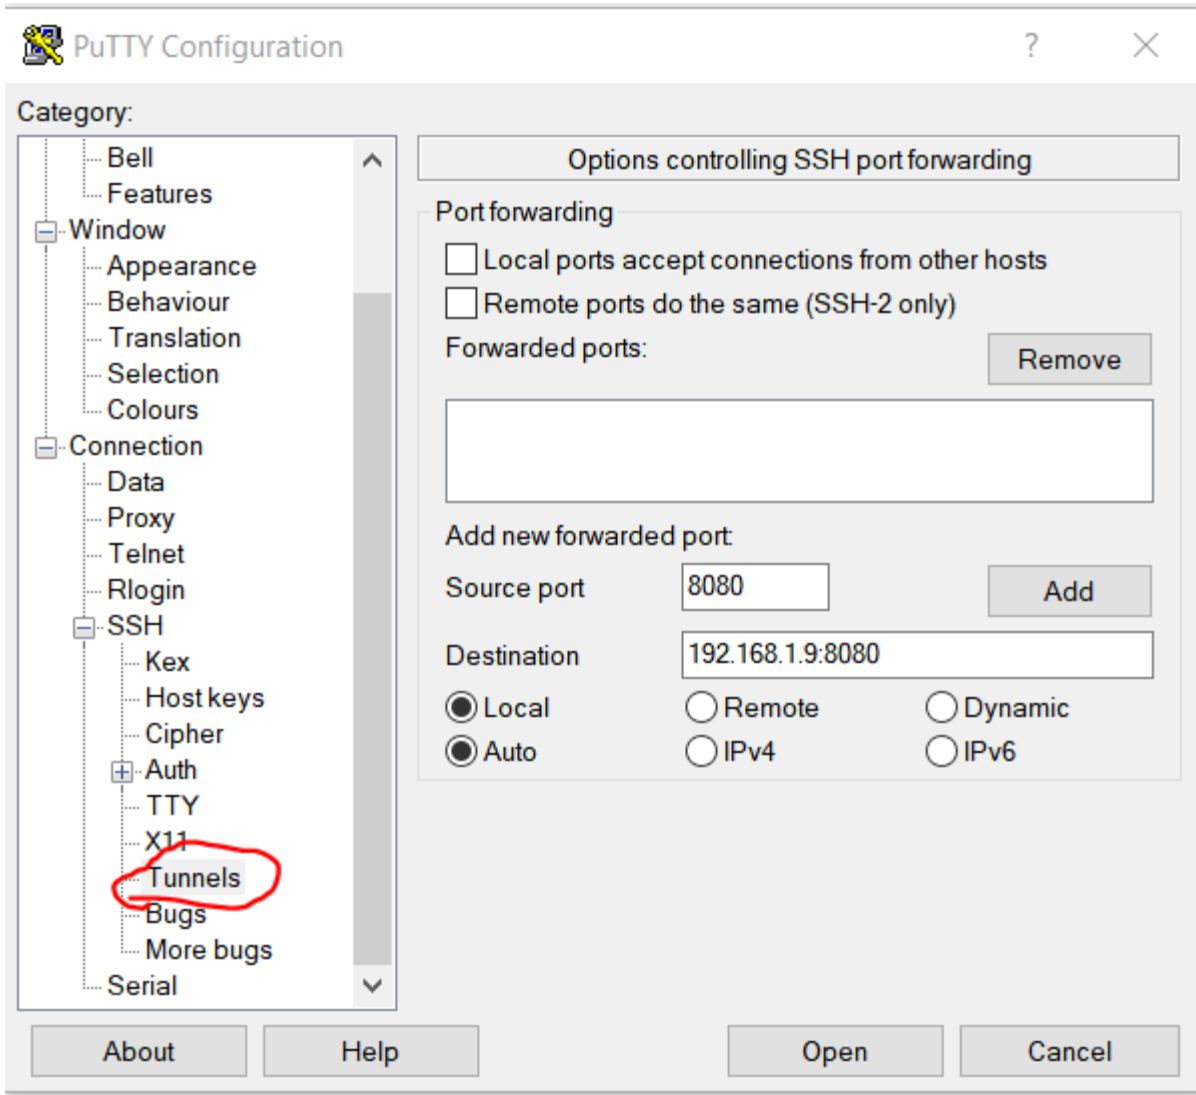 PuTTY Configuration
?
Category:
Bell
Features
Window
Appearance
Behaviour
Translation
Selection
Colours
Connection
Data
Proxy
Telnet
Rlogin
SSH
Kex
Host keys
Cipher
Auth
TTY
X11
Tunnels
Bugs
More bugs
Serial
Options controlling SSH port forwarding
Port forwarding
Local ports accept connections from other hosts
Remote ports do the same (SSH-2 only)
Forwarded ports:
Remove
Add new forwarded port:
Source port 8080 Add
Destination 192.168.1.9:8080
Local Remote Dynamic
Auto IPv4 IPv6
About Help Open Cancel